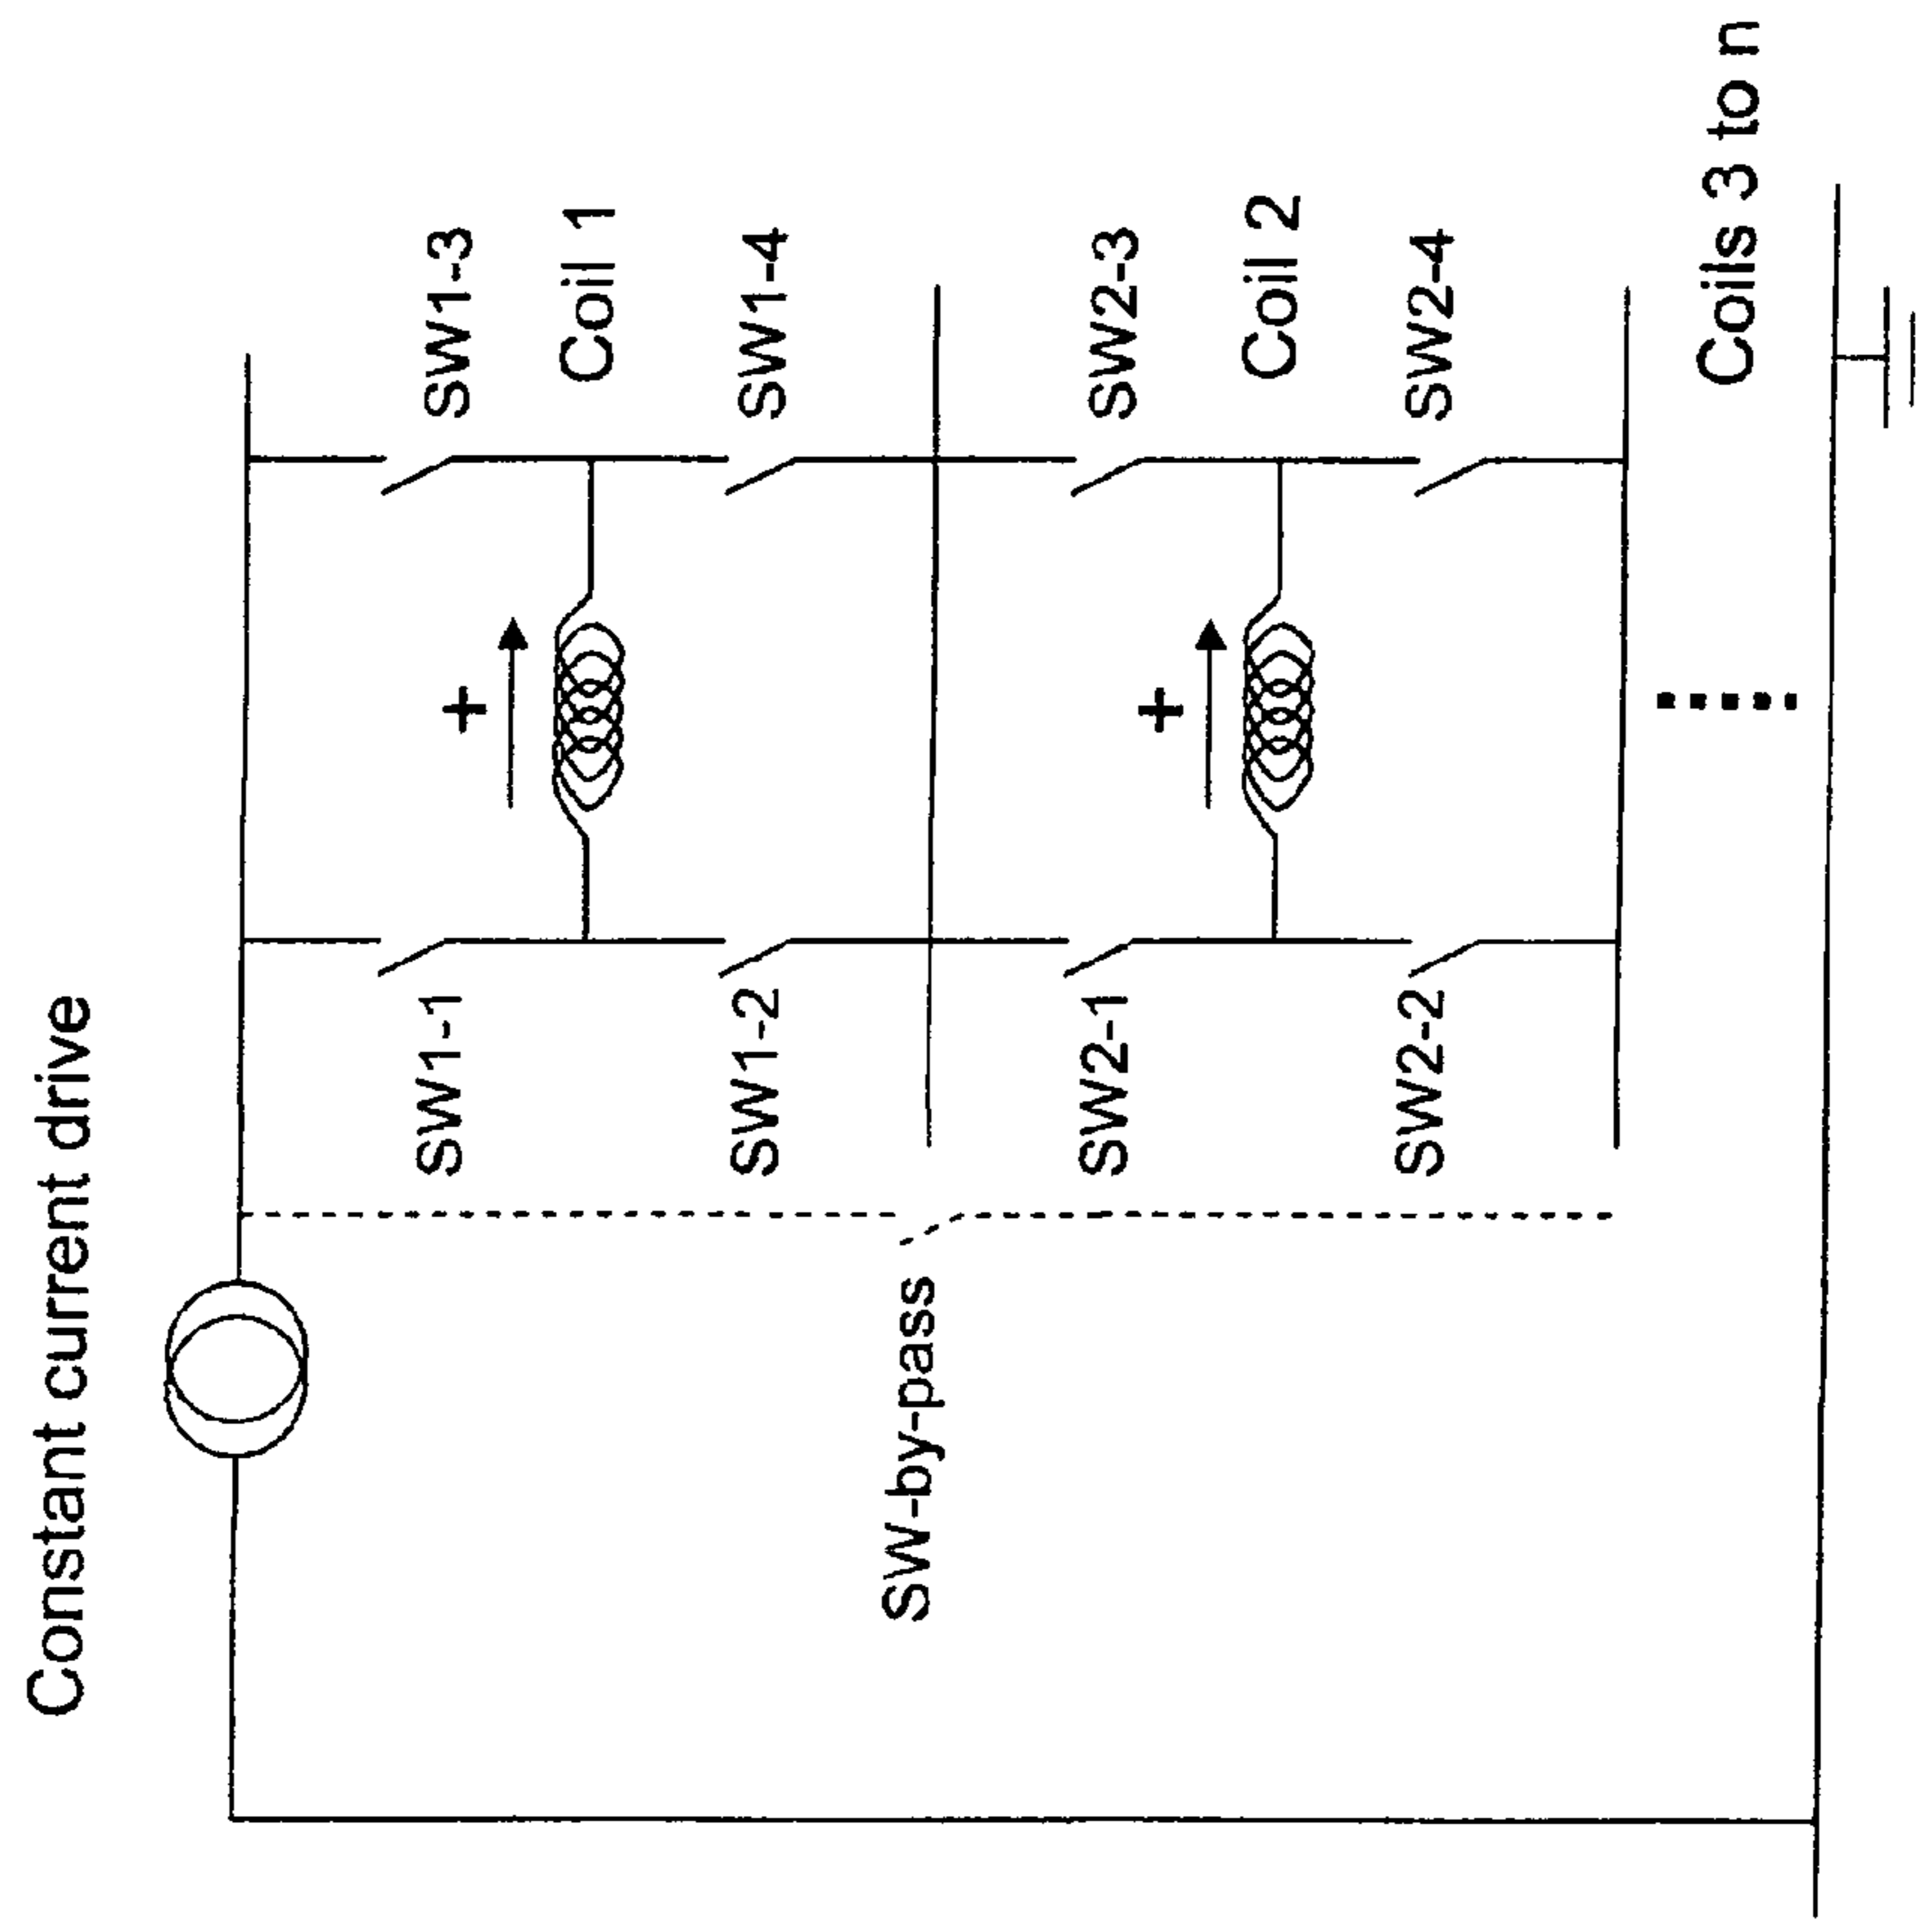 Constant current drive
SW1-1
SW1-3
+
Coil 1
SW1-2
SW1-4
SW-by-pass
SW2-1
SW2-3
+
Coil 2
SW2-2
SW2-4
Coils 3 to n